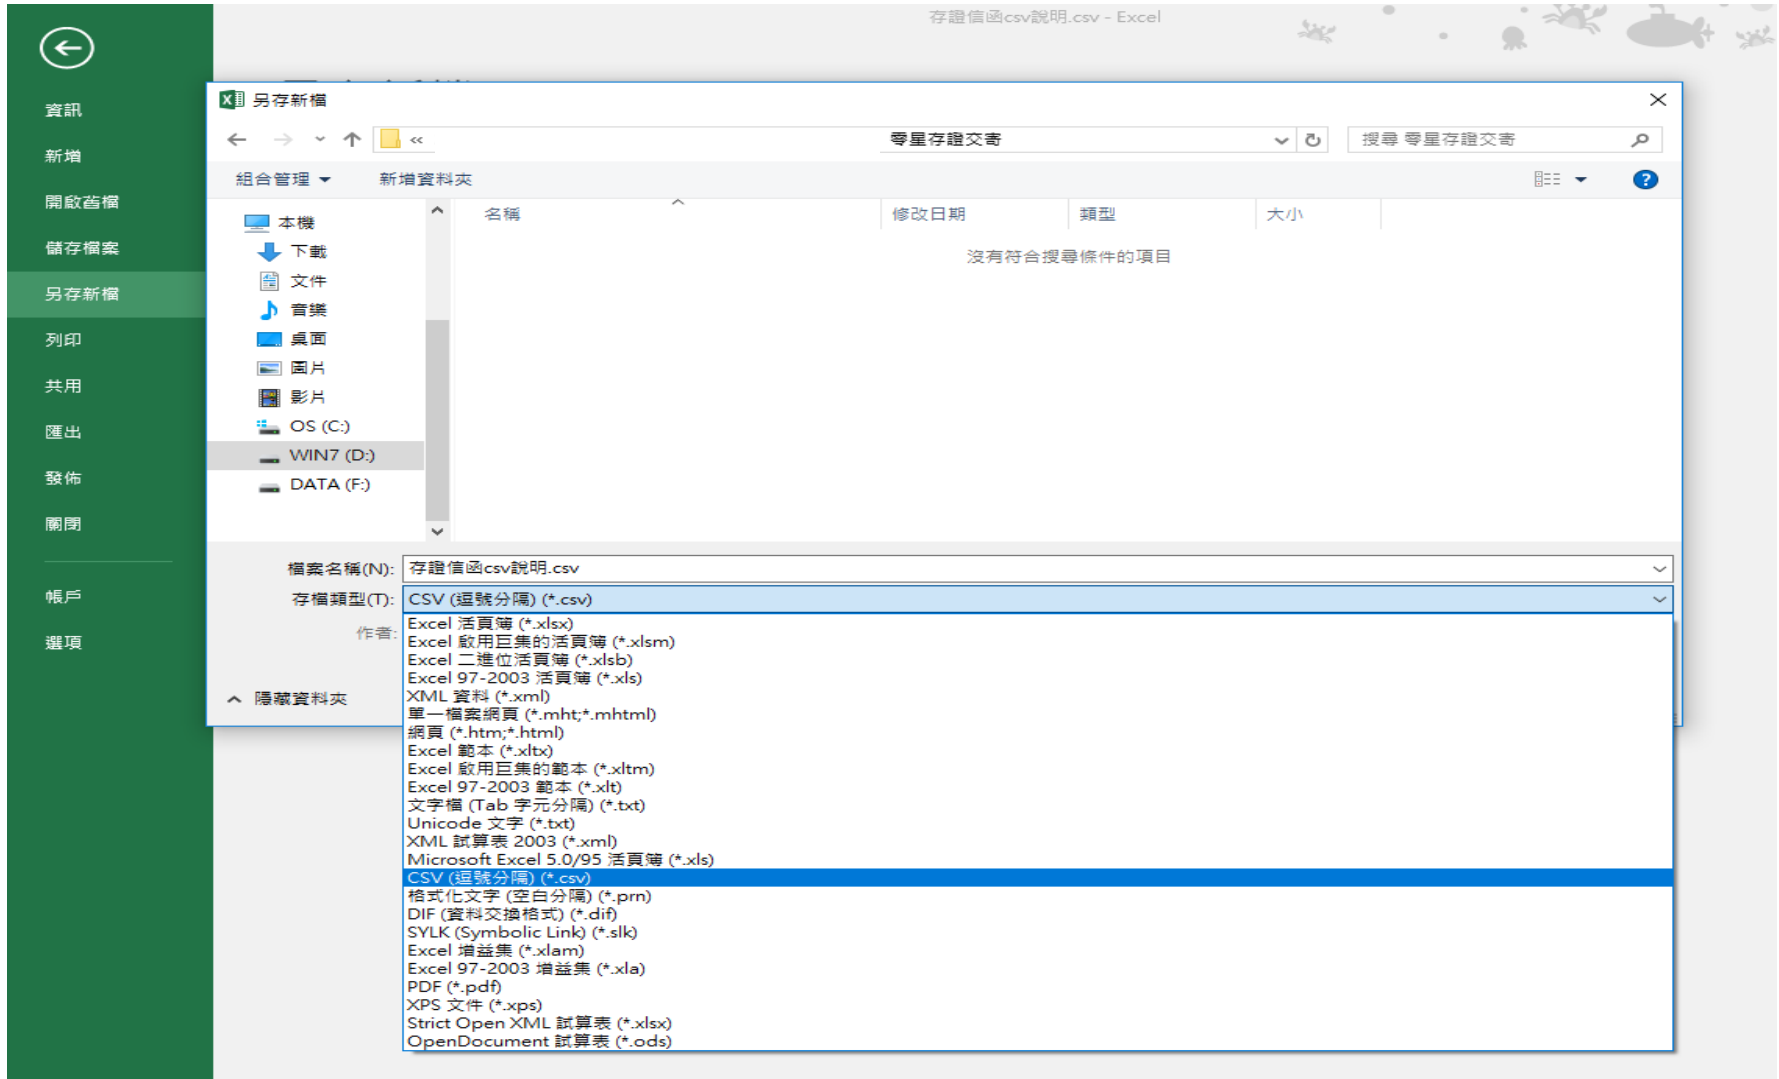 存證信函csv說明.csv - Excel
資訊
新增
開啟舊檔
儲存檔案
另存新檔
列印
共用
匯出
發佈
關閉
帳戶
選項
另存新檔
«
零星存證交寄
搜尋 零星存證交寄
組合管理
新增資料夾
名稱
修改日期
類型
大小
沒有符合搜尋條件的項目
本機
下載
文件
音樂
桌面
圖片
影片
OS (C:)
WIN7 (D:)
DATA (F:)
檔案名稱(N): 存證信函csv說明.csv
存檔類型(T): CSV (逗號分隔) (*.csv)
作者:
隱藏資料夾
Excel 活頁簿 (*.xlsx)
Excel 啟用巨集的活頁簿 (*.xlsm)
Excel 二進位活頁簿 (*.xlsb)
Excel 97-2003 活頁簿 (*.xls)
XML 資料 (*.xml)
單一檔案網頁 (*.mht;*.mhtml)
網頁 (*.htm;*.html)
Excel 範本 (*.xltx)
Excel 啟用巨集的範本 (*.xltm)
Excel 97-2003 範本 (*.xlt)
文字檔 (Tab 字元分隔) (*.txt)
Unicode 文字 (*.txt)
XML 試算表 2003 (*.xml)
Microsoft Excel 5.0/95 活頁簿 (*.xls)
CSV (逗號分隔) (*.csv)
格式化文字 (空白分隔) (*.prn)
DIF (資料交換格式) (*.dif)
SYLK (Symbolic Link) (*.slk)
Excel 增益集 (*.xlam)
Excel 97-2003 增益集 (*.xla)
PDF (*.pdf)
XPS 文件 (*.xps)
Strict Open XML 試算表 (*.xlsx)
OpenDocument 試算表 (*.ods)